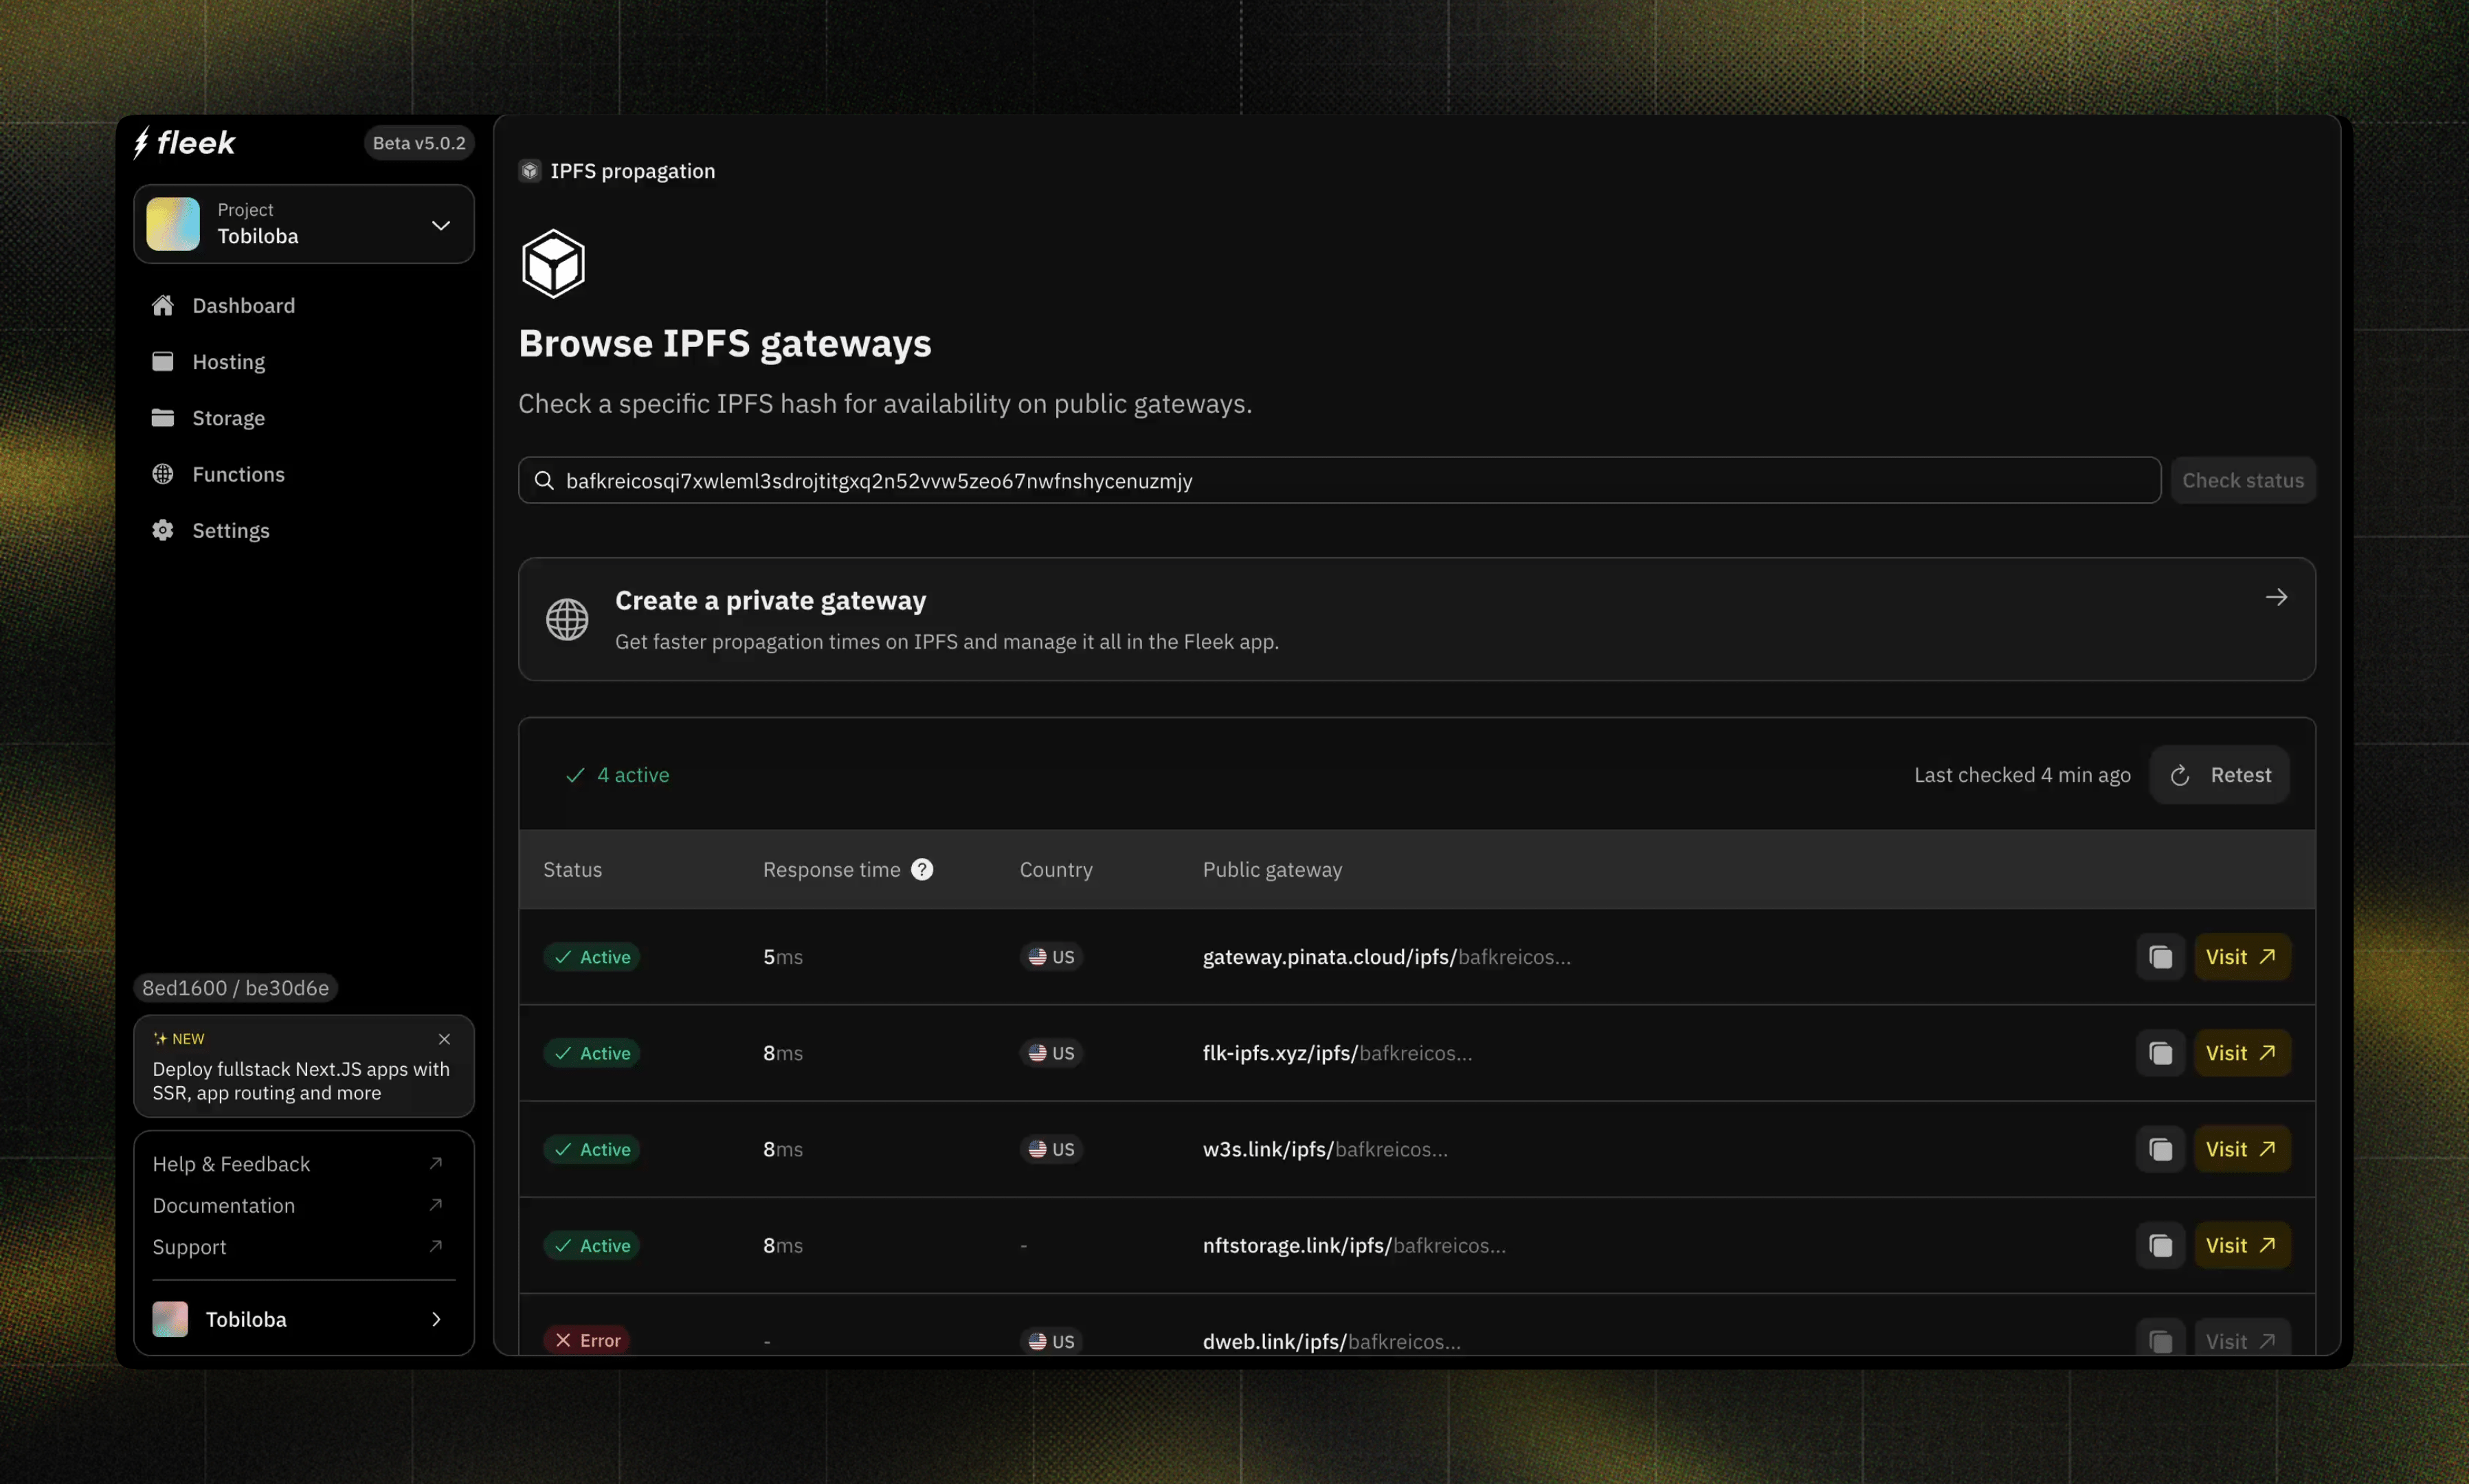 fleek
Beta v5.0.2
Project
Tobiloba
Dashboard
Hosting
Storage
Functions
Settings
8ed1600 / be30d6e
NEW
Deploy fullstack Next.JS apps with
SSR, app routing and more
Help & Feedback
Documentation
Support
Tobiloba
IPFS propagation
Browse IPFS gateways
Check a specific IPFS hash for availability on public gateways.
bafkreicosqi7xwleml3sdrojtitgxq2n52vvw5zeo67nwfnshycenuzmjy
Check status
Create a private gateway
Get faster propagation times on IPFS and manage it all in the Fleek app.
4 active
Last checked 4 min ago
Retest
Status Response time ? Country Public gateway
Active 5ms US gateway.pinata.cloud/ipfs/bafkreicos... Visit
Active 8ms US flk-ipfs.xyz/ipfs/bafkreicos... Visit
Active 8ms US w3s.link/ipfs/bafkreicos... Visit
Active 8ms - nftstorage.link/ipfs/bafkreicos... Visit
Error - US dweb.link/ipfs/bafkreicos... Visit